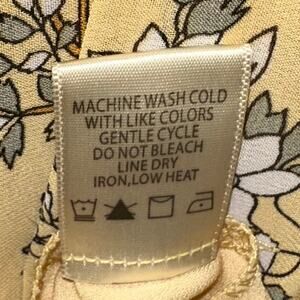 MACHINE WASH COLD
WITH LIKE COLORS
GENTLE CYCLE
DO NOT BLEACH
LINE DRY
IRON,LOW HEAT